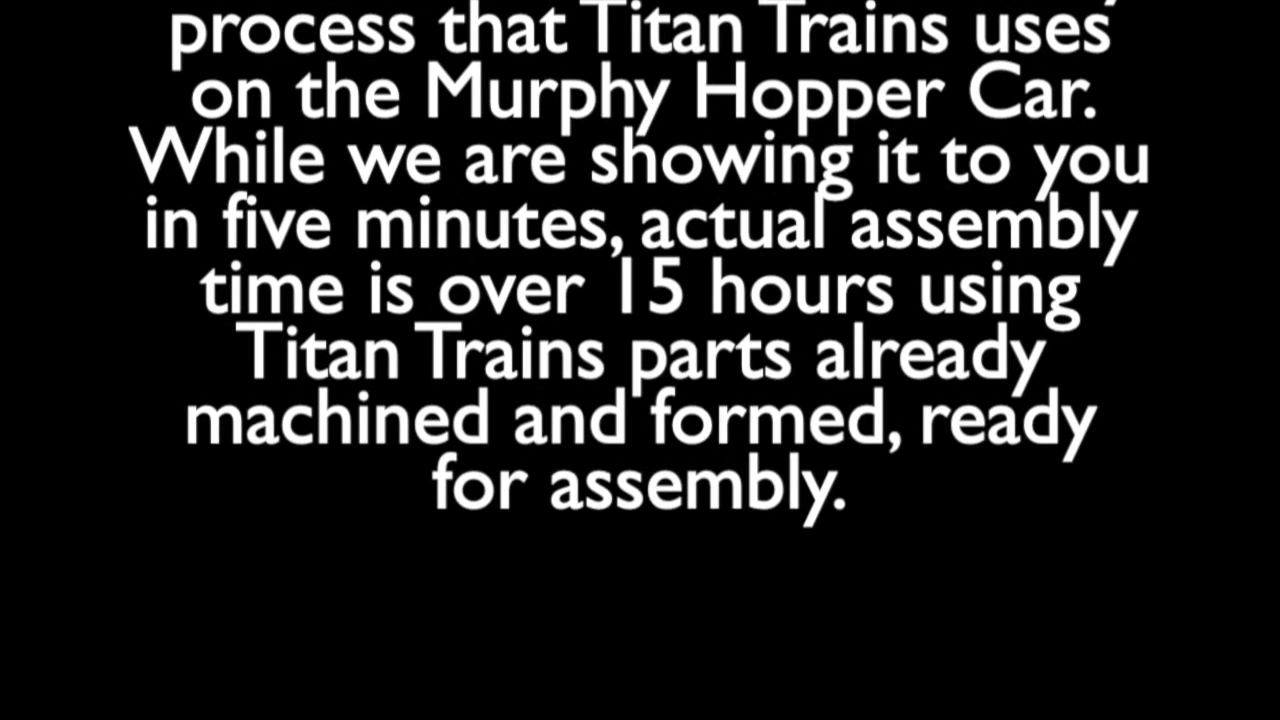 process that Titan Trains uses
on the Murphy Hopper Car.
While we are showing it to you
in five minutes, actual assembly
time is over 15 hours using
Titan Trains parts already
machined and formed, ready
for assembly.